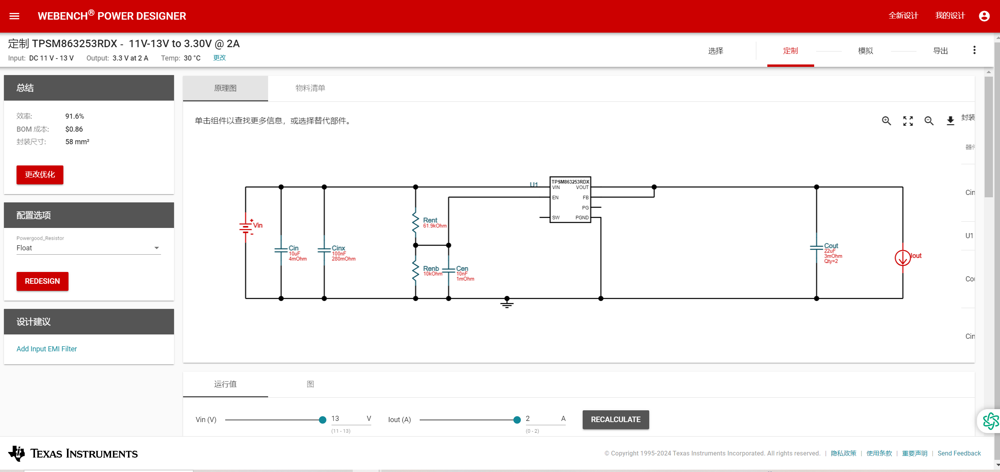 WEBENCH® POWER DESIGNER
全新设计
我的设计
定制 TPSM863253RDX - 11V-13V to 3.30V @ 2A
Input: DC 11 V - 13 V Output: 3.3 V at 2 A Temp: 30 °C 更改
选择
定制
模拟
导出
总结
效率: 91.6%
BOM 成本: $0.86
封装尺寸: 58 mm²
更改优化
配置选项
Powergood_Resistor
Float
REDESIGN
设计建议
Add Input EMI Filter
原理图
物料清单
单击组件以查找更多信息，或选择替代部件。
封装
器件
Cin
U1
Cou
Cin
U1
TPSM863253RDX
VIN VOUT
EN FB
PG
SW PGND
+
Vin
-
Cin
10uF
4mOhm
Cinx
100nF
280mOhm
Rent
61.9kOhm
Renb
10kOhm
Cen
10nF
1mOhm
Cout
22uF
3mOhm
Qty=2
Iout
运行值
图
Vin (V) 13 V
(11 - 13)
Iout (A) 2 A
(0 - 2)
RECALCULATE
TEXAS INSTRUMENTS
© Copyright 1995-2024 Texas Instruments Incorporated. All rights reserved. | 隐私政策 | 使用条款 | 重要声明 | Send Feedback